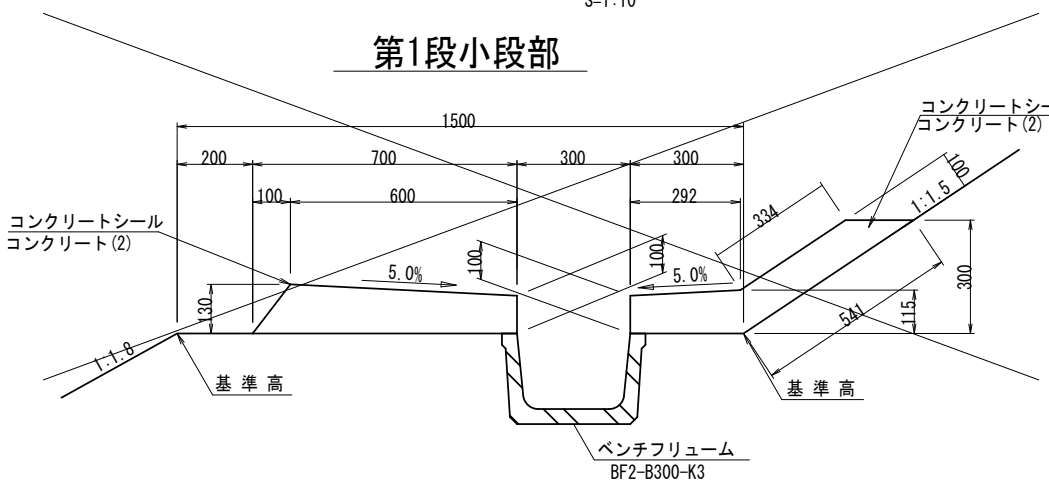 S=1:10
第1段小段部
1500
200
700
300
300
100
600
292
コンクリートシール
コンクリート(2)
コンクリートシー
コンクリート(2)
100
1:1.5
334
5.0%
100
100
5.0%
130
115
300
541
1:1.8
基 準 高
基 準 高
ベンチフリューム
BF2-B300-K3